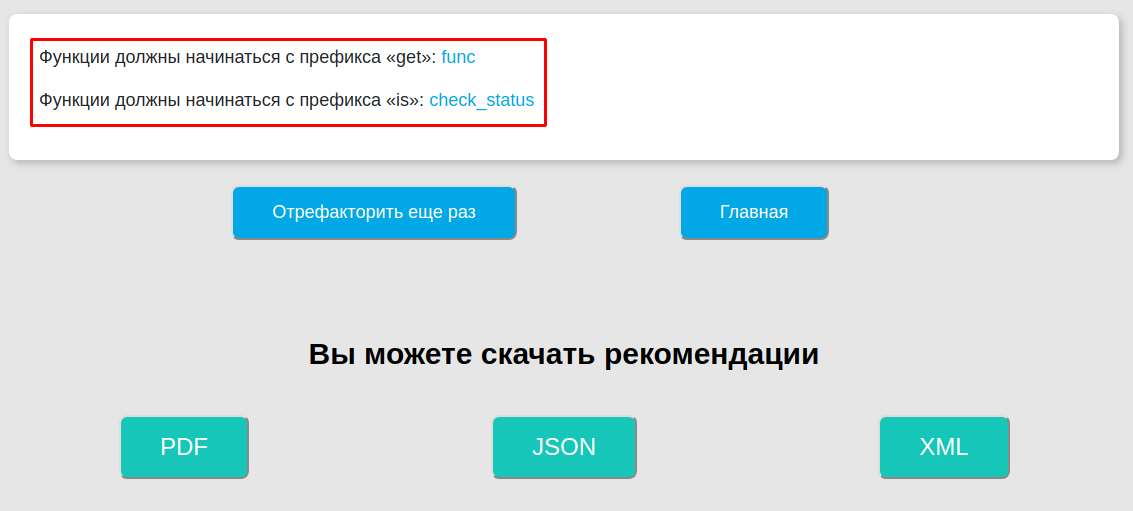 Функции должны начинаться с префикса «get»: func
Функции должны начинаться с префикса «is»: check_status
Отрефакторить еще раз Главная
Вы можете скачать рекомендации
PDF JSON XML